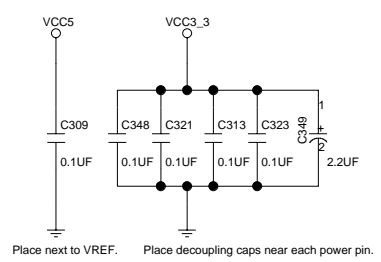 VCC5 VCC3_3
1
C309 C348 C321 C313 C323 C349 +
2
0.1UF 0.1UF 0.1UF 0.1UF 0.1UF 2.2UF
Place next to VREF. Place decoupling caps near each power pin.